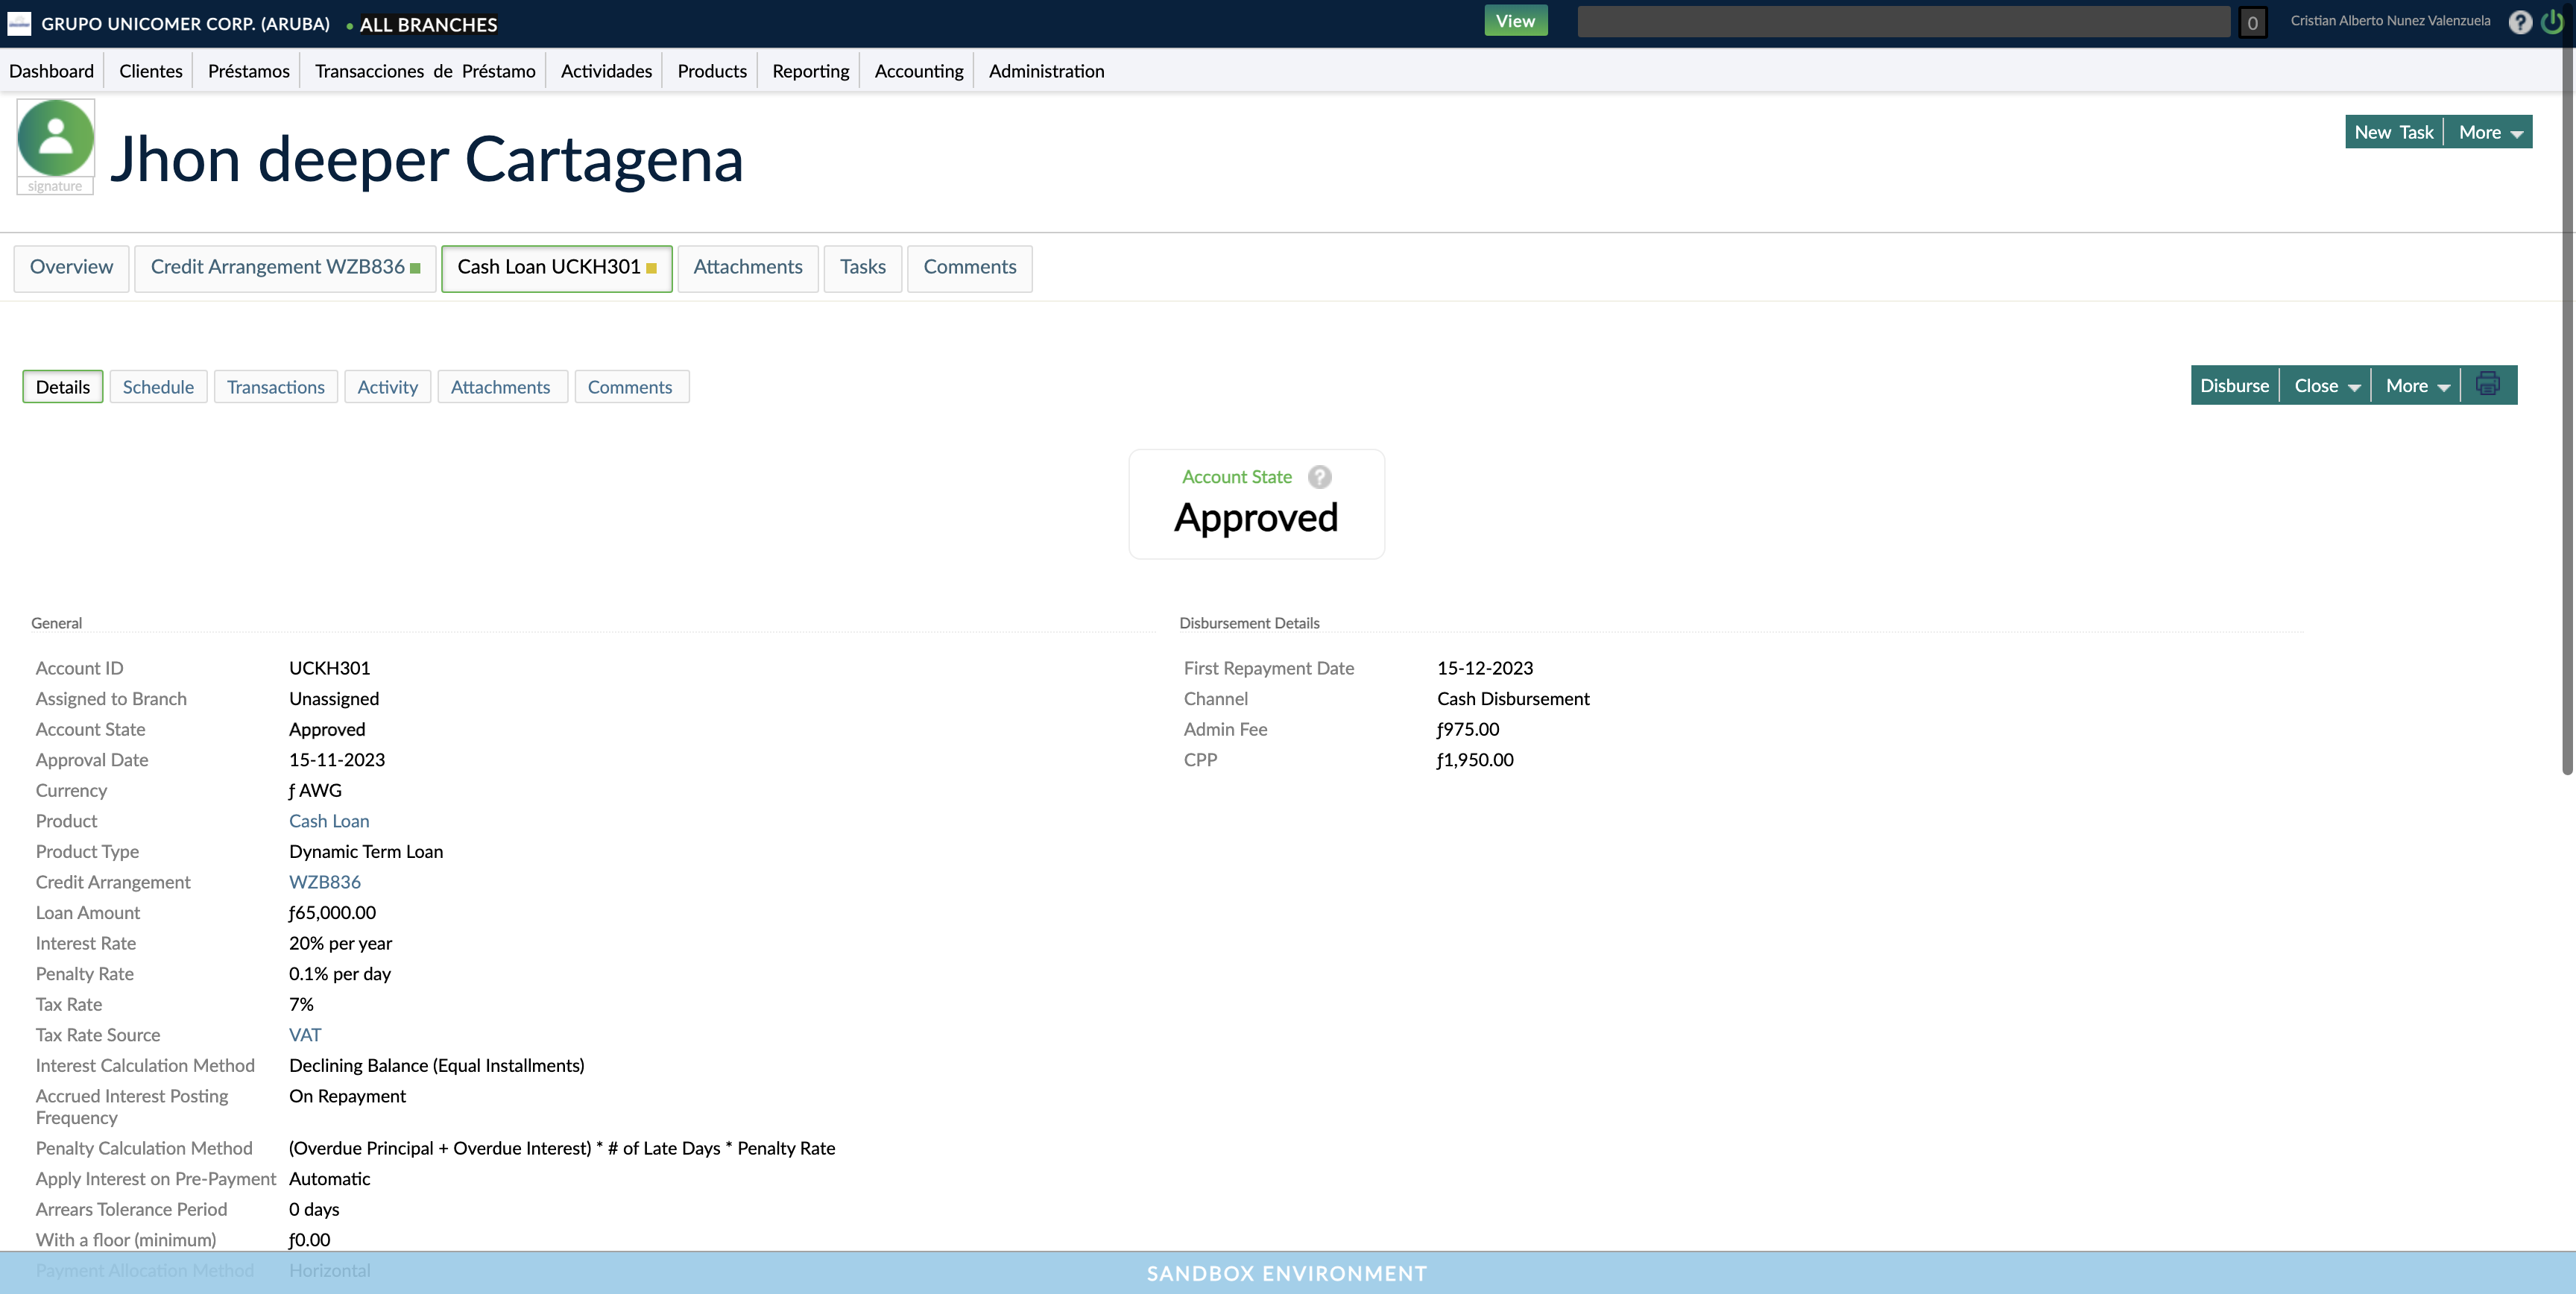 GRUPO UNICOMER CORP. (ARUBA) • ALL BRANCHES View 0 Cristian Alberto Nunez Valenzuela ?
Dashboard Clientes Préstamos Transacciones de Préstamo Actividades Products Reporting Accounting Administration
signature
Jhon deeper Cartagena
New Task More
Overview Credit Arrangement WZB836 Cash Loan UCKH301 Attachments Tasks Comments
Details Schedule Transactions Activity Attachments Comments
Disburse Close More
Account State ?
Approved
General
Account ID UCKH301
Assigned to Branch Unassigned
Account State Approved
Approval Date 15-11-2023
Currency ƒ AWG
Product Cash Loan
Product Type Dynamic Term Loan
Credit Arrangement WZB836
Loan Amount ƒ65,000.00
Interest Rate 20% per year
Penalty Rate 0.1% per day
Tax Rate 7%
Tax Rate Source VAT
Interest Calculation Method Declining Balance (Equal Installments)
Accrued Interest Posting Frequency On Repayment
Penalty Calculation Method (Overdue Principal + Overdue Interest) * # of Late Days * Penalty Rate
Apply Interest on Pre-Payment Automatic
Arrears Tolerance Period 0 days
With a floor (minimum) ƒ0.00
Payment Allocation Method Horizontal
Disbursement Details
First Repayment Date 15-12-2023
Channel Cash Disbursement
Admin Fee ƒ975.00
CPP ƒ1,950.00
SANDBOX ENVIRONMENT